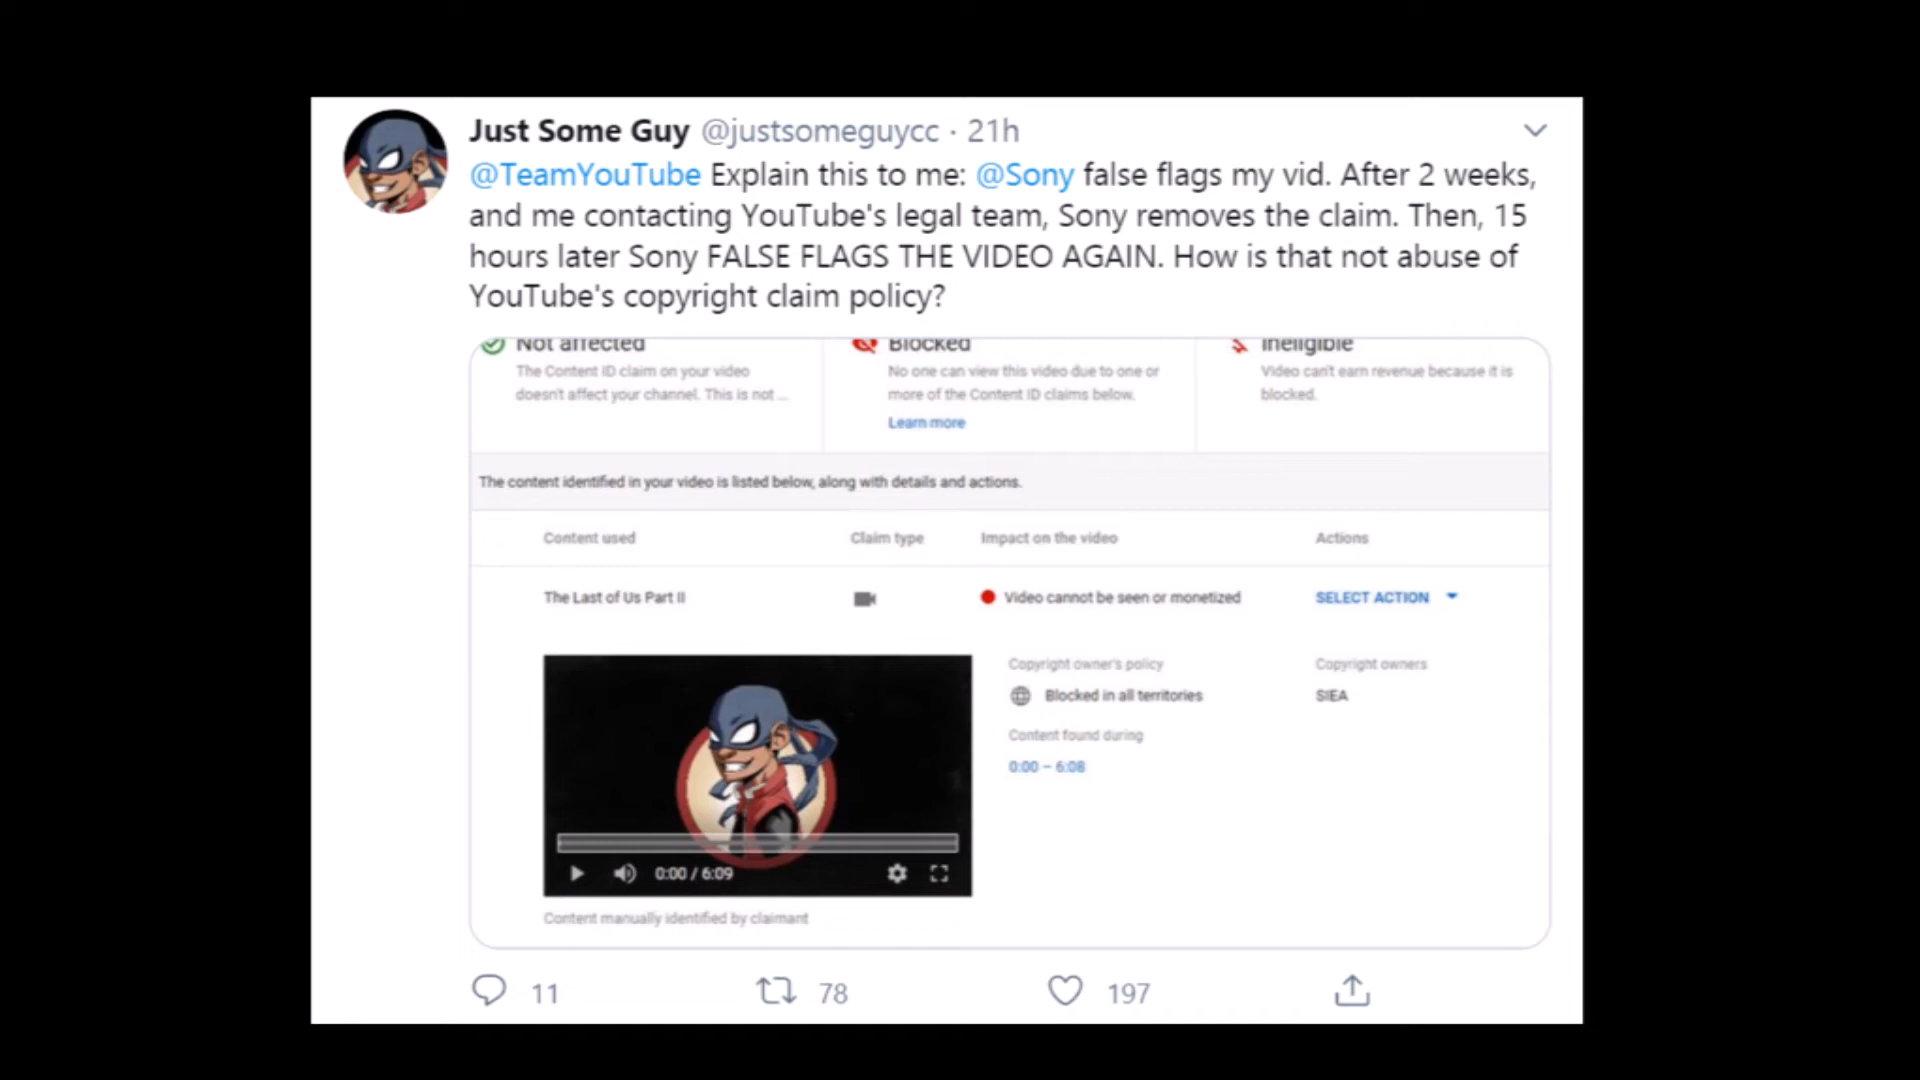 Just Some Guy @justsomeguycc · 21h
@TeamYouTube Explain this to me: @Sony false flags my vid. After 2 weeks,
and me contacting YouTube's legal team, Sony removes the claim. Then, 15
hours later Sony FALSE FLAGS THE VIDEO AGAIN. How is that not abuse of
YouTube's copyright claim policy?
Not affected
The Content ID claim on your video
doesn't affect your channel. This is not ...
Blocked
No one can view this video due to one or
more of the Content ID claims below.
Learn more
Ineligible
Video can't earn revenue because it is
blocked.
The content identified in your video is listed below, along with details and actions.
Content used Claim type Impact on the video Actions
The Last of Us Part II Video cannot be seen or monetized SELECT ACTION
Copyright owner's policy Copyright owners
Blocked in all territories SIEA
Content found during
0:00 – 6:08
0:00 / 6:09
Content manually identified by claimant
11 78 197